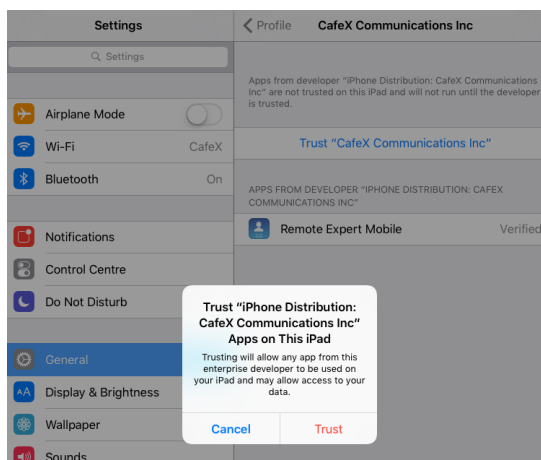 Settings
Settings
Airplane Mode
Wi-Fi CafeX
Bluetooth On
Notifications
Control Centre
Do Not Disturb
General
AA Display & Brightness
Wallpaper
Sounds
Profile CafeX Communications Inc
Apps from developer “iPhone Distribution: CafeX Communications
Inc” are not trusted on this iPad and will not run until the developer
is trusted.
Trust “CafeX Communications Inc”
APPS FROM DEVELOPER “IPHONE DISTRIBUTION: CAFEX
COMMUNICATIONS INC”
Remote Expert Mobile Verified
Trust “iPhone Distribution:
CafeX Communications Inc”
Apps on This iPad
Trusting will allow any app from this
enterprise developer to be used on
your iPad and may allow access to your
data.
Cancel Trust